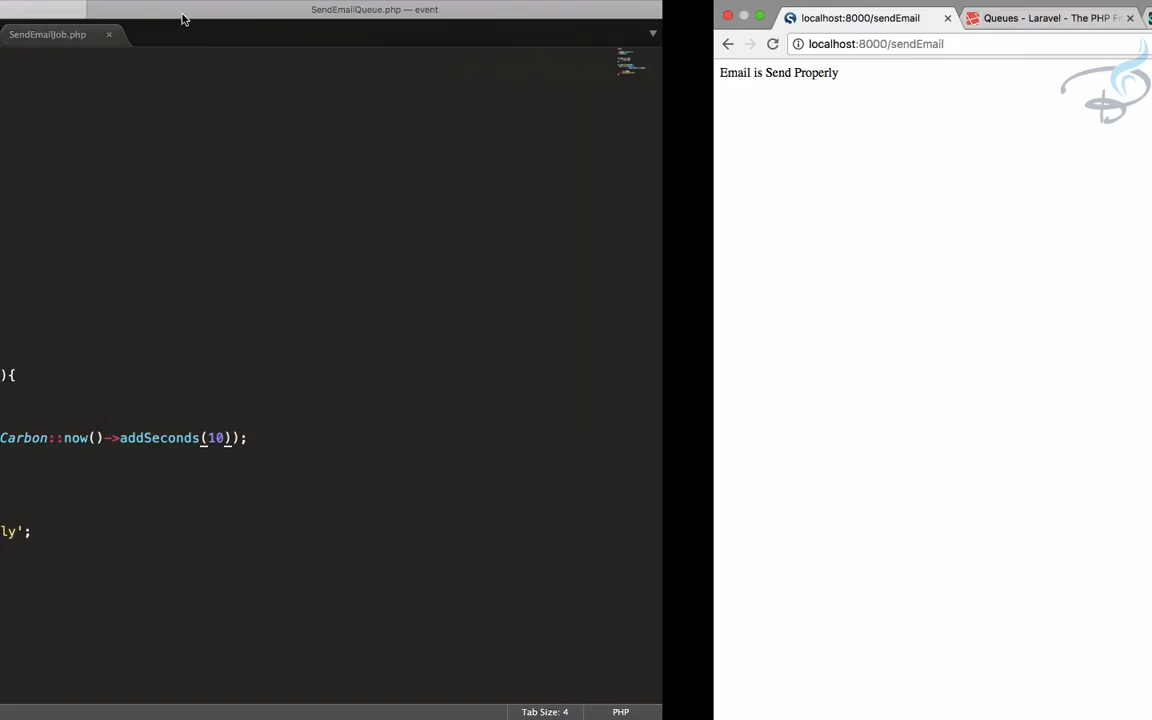 SendEmailQueue.php — event
SendEmailJob.php ×
){
Carbon::now()->addSeconds(10));
ly';
Tab Size: 4 PHP
localhost:8000/sendEmail ×
Queues - Laravel - The PHP Fr ×
localhost:8000/sendEmail
Email is Send Properly